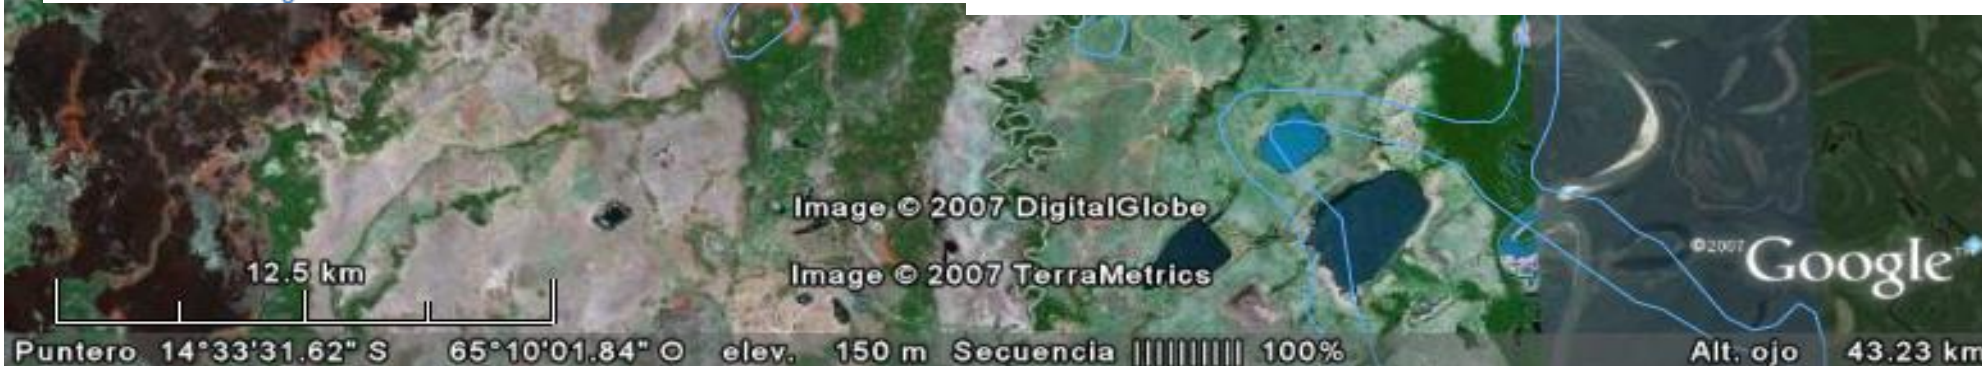 Image © 2007 DigitalGlobe
©2007 Google™
12.5 km
Image © 2007 TerraMetrics
Puntero 14°33'31.62" S 65°10'01.84" O elev. 150 m Secuencia |||||||||| 100% Alt. ojo 43.23 km